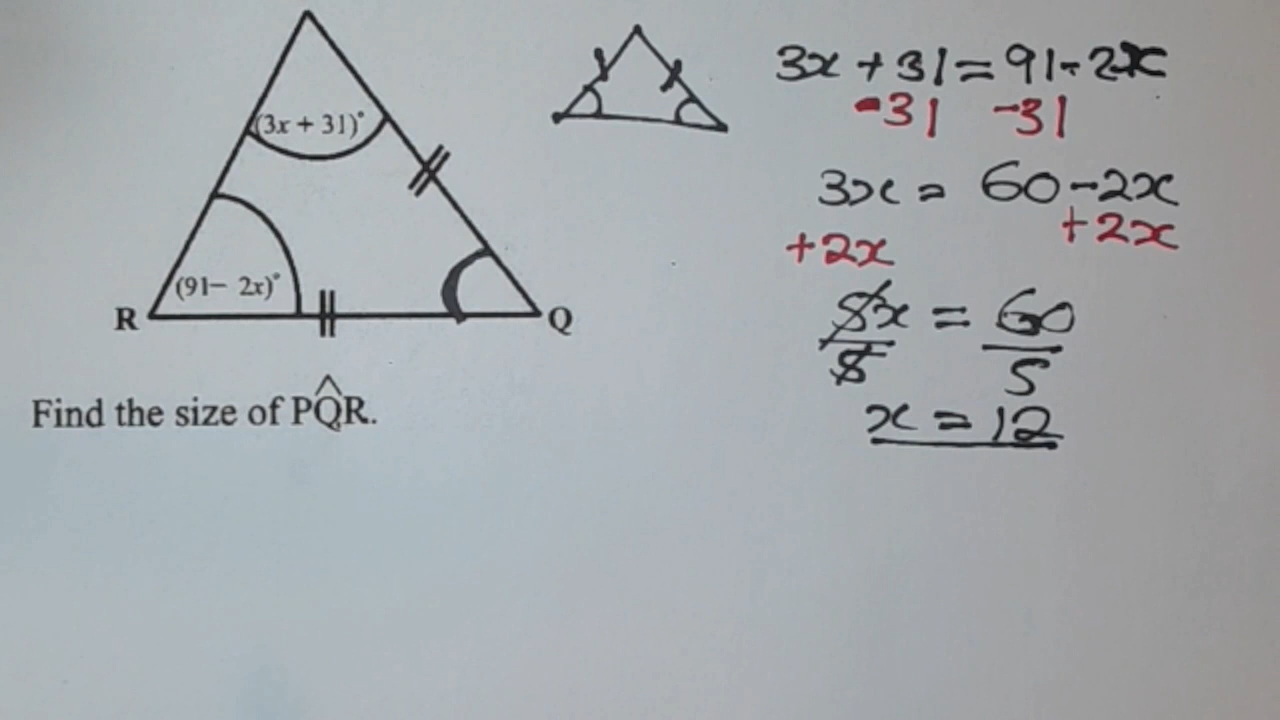 (3x + 31)°
(91− 2x)°
R
Q
Find the size of PQ̂R.
3x + 31 = 91 - 2x
-31 -31
3x = 60 - 2x
+2x +2x
5x = 60
5 5
x = 12